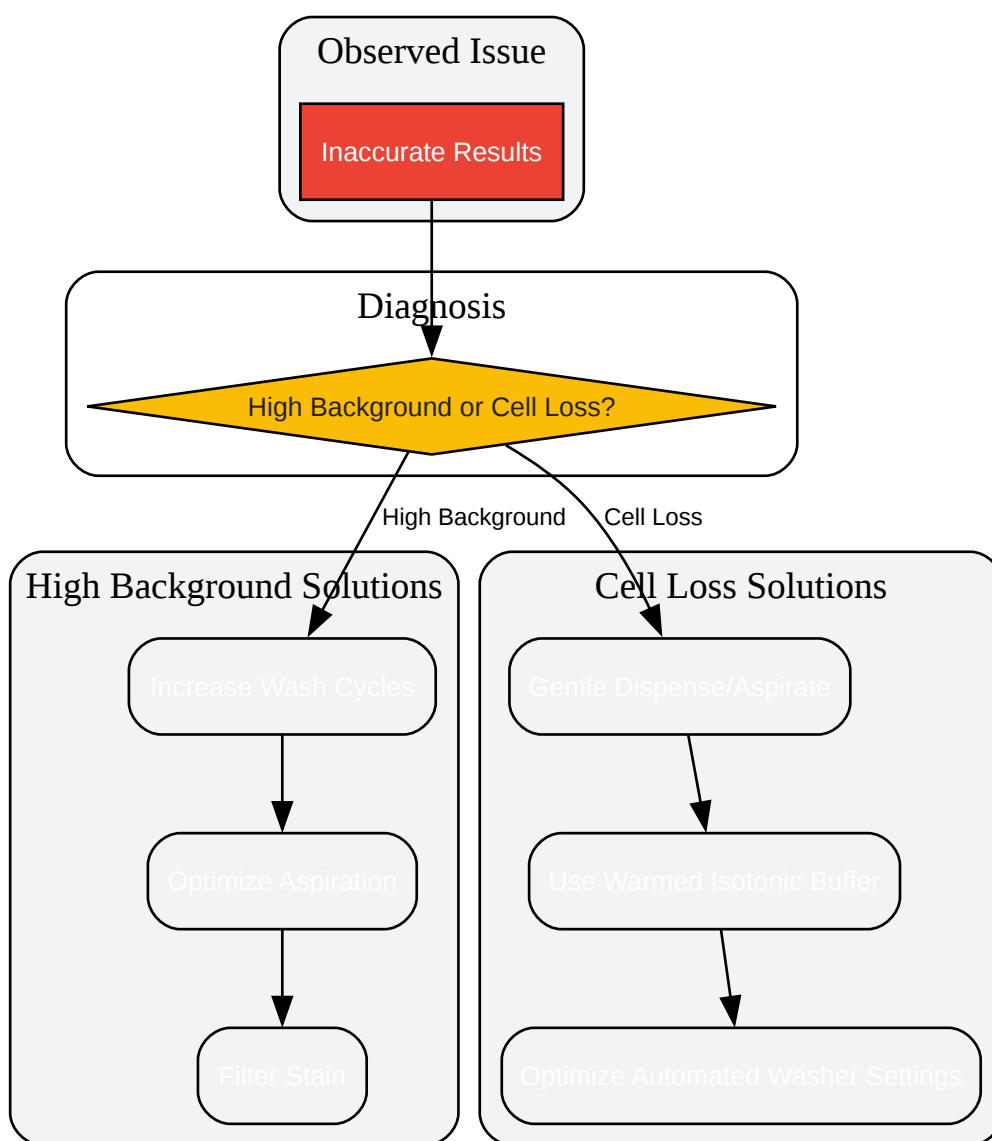 Observed Issue
Inaccurate Results
Diagnosis
High Background or Cell Loss?
High Background
Cell Loss
High Background Solutions
Cell Loss Solutions
Increase Wash Cycles
Gentle Dispense/Aspirate
Optimize Aspiration
Use Warmed Isotonic Buffer
Filter Stain
Optimize Automated Washer Settings